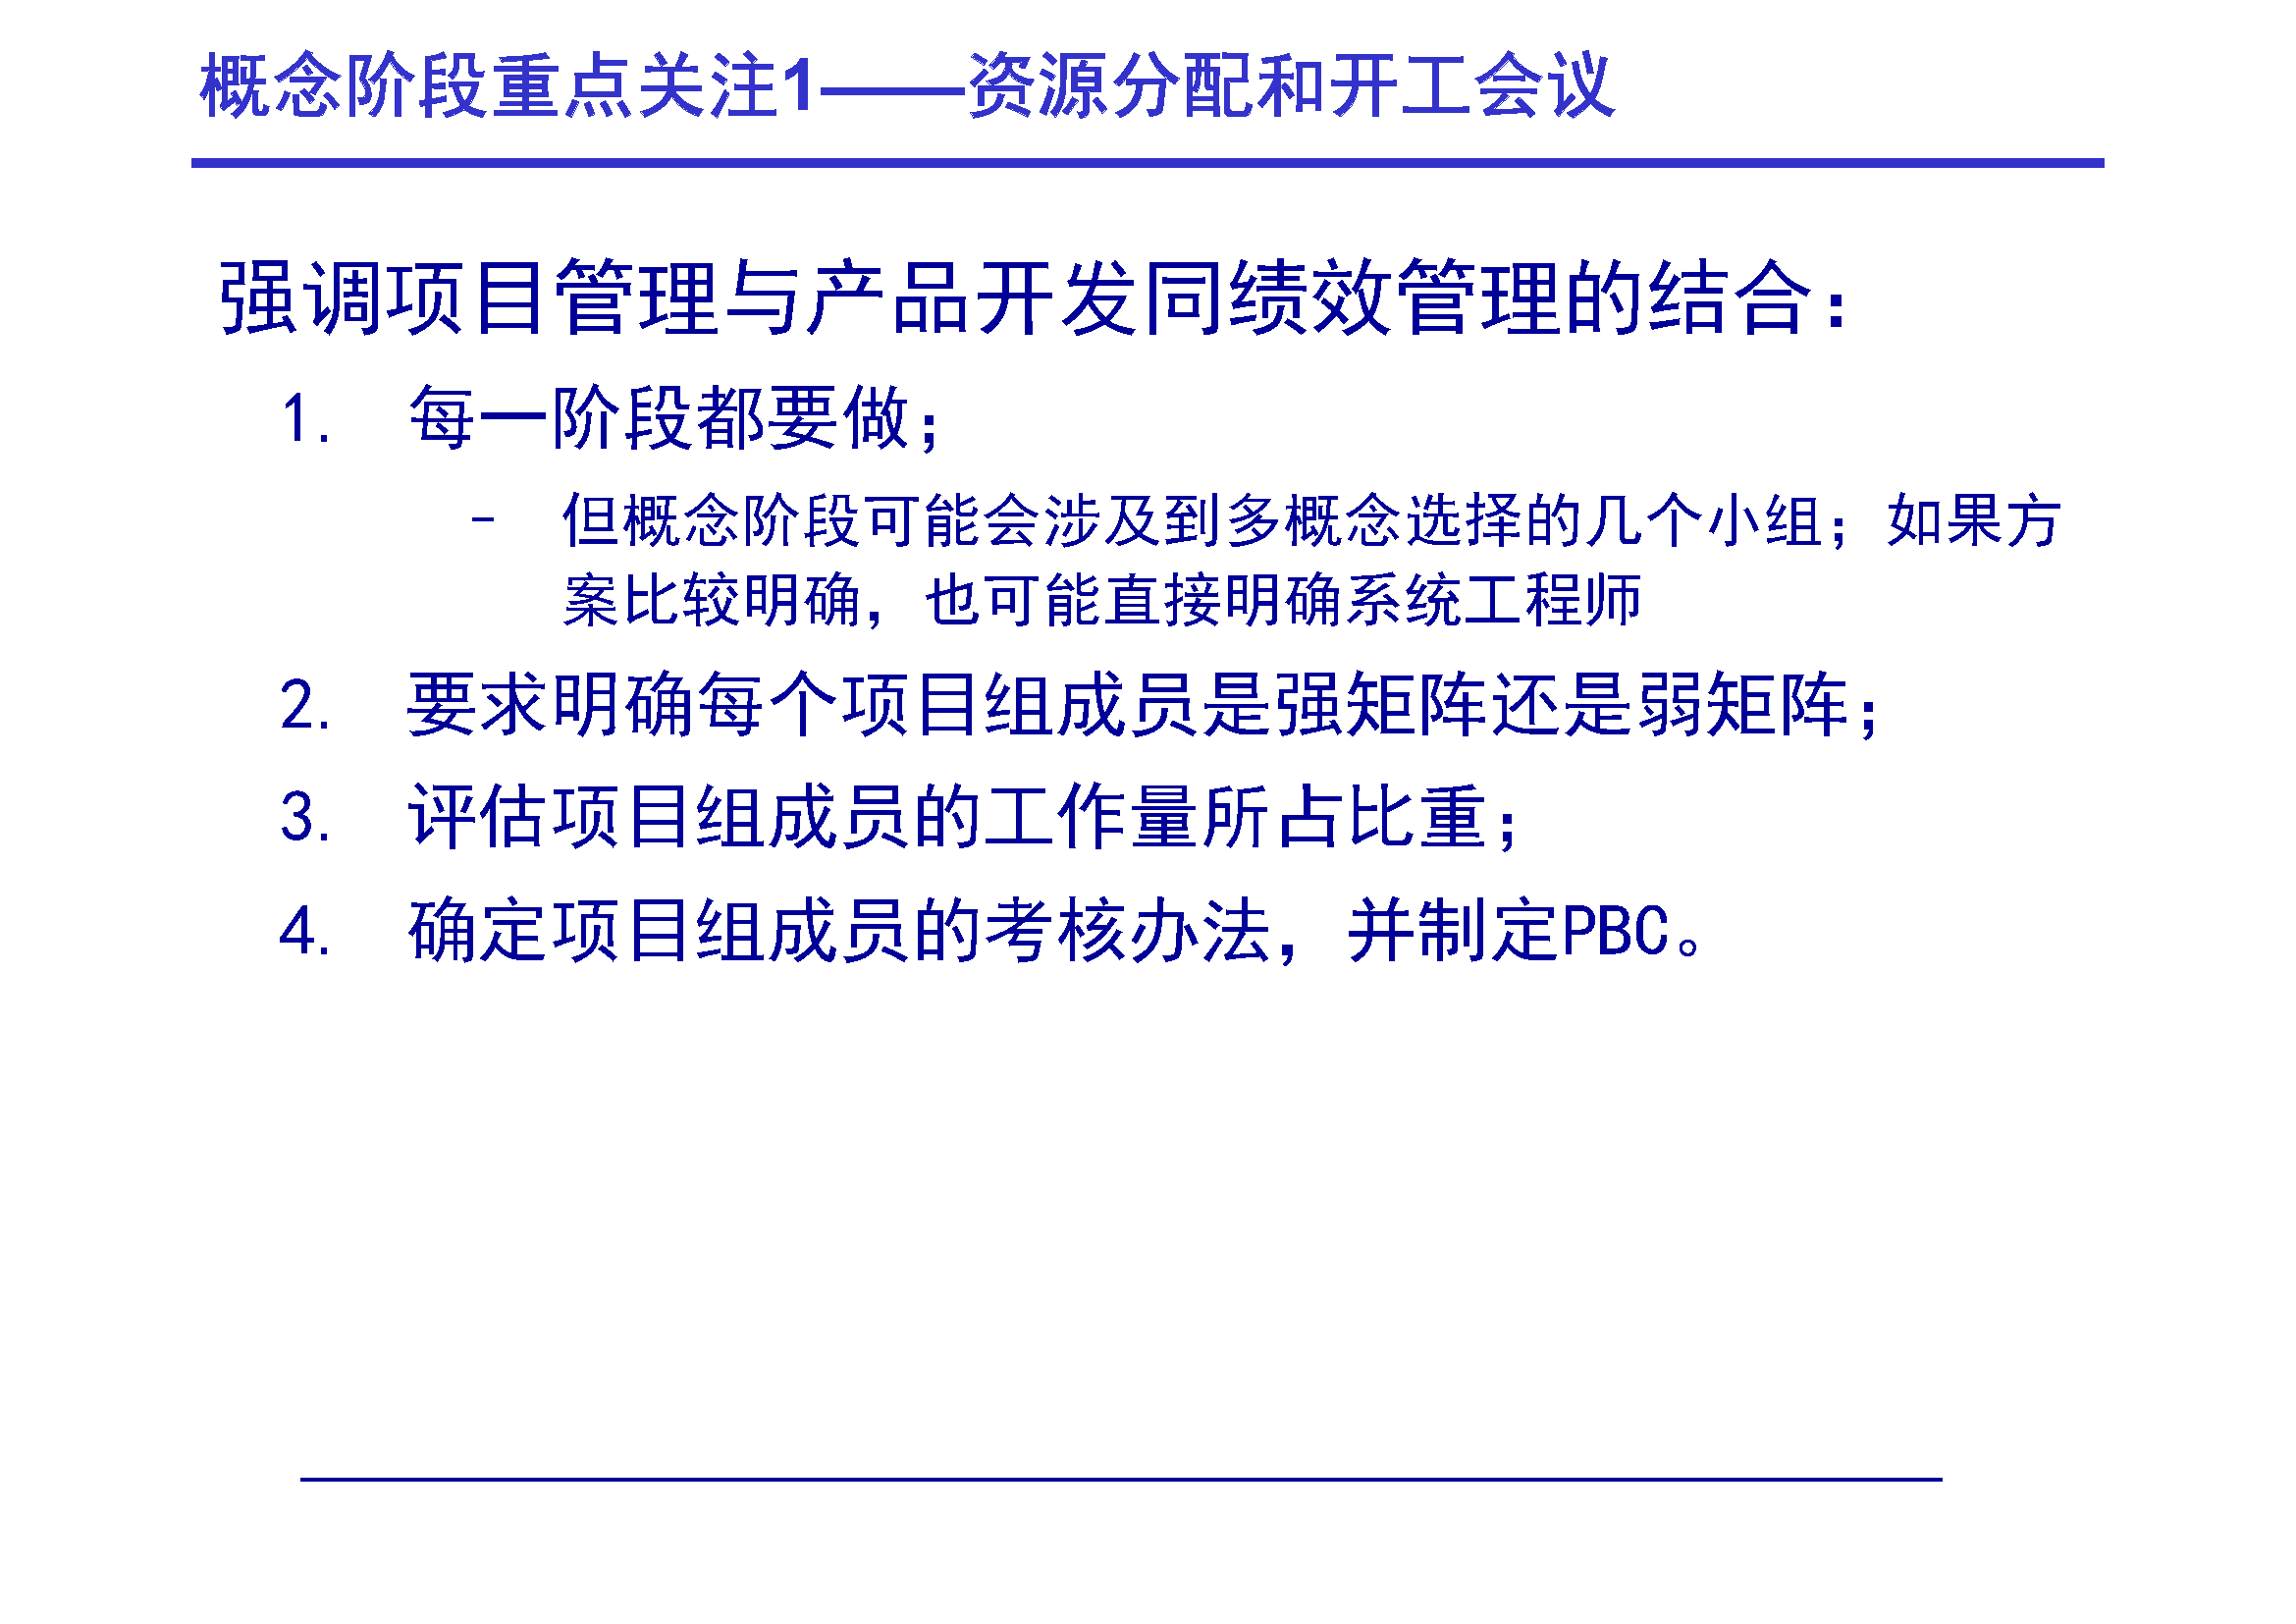 概念阶段重点关注1——资源分配和开工会议
强调项目管理与产品开发同绩效管理的结合：
1. 每一阶段都要做；
- 但概念阶段可能会涉及到多概念选择的几个小组；如果方
案比较明确，也可能直接明确系统工程师
2. 要求明确每个项目组成员是强矩阵还是弱矩阵；
3. 评估项目组成员的工作量所占比重；
4. 确定项目组成员的考核办法，并制定PBC。